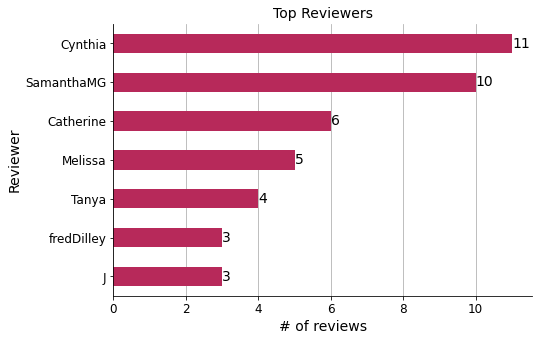 Top Reviewers
Reviewer
Cynthia 11
SamanthaMG 10
Catherine 6
Melissa 5
Tanya 4
fredDilley 3
J 3
0 2 4 6 8 10
# of reviews